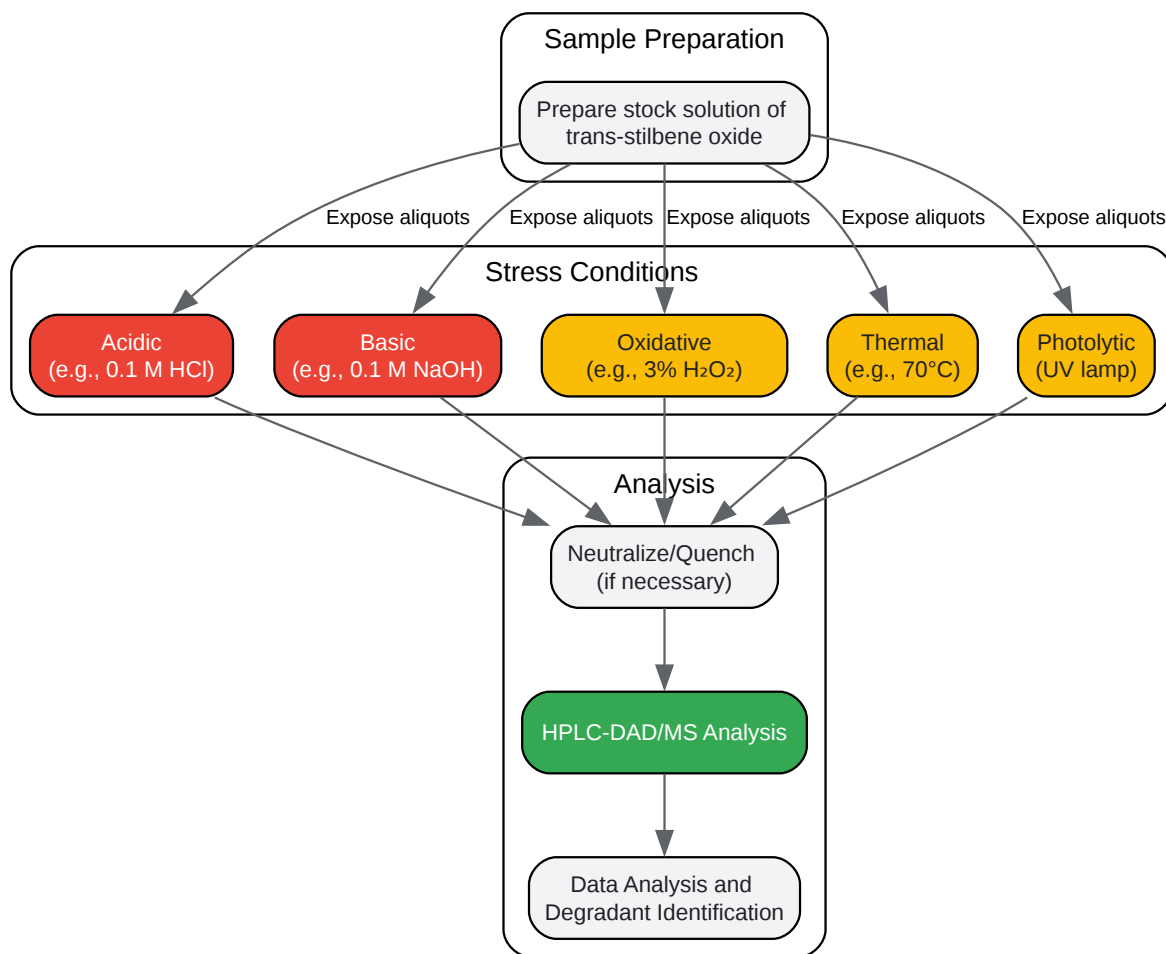 Sample Preparation
Prepare stock solution of
trans-stilbene oxide
Expose aliquots
Expose aliquots
Expose aliquots
Expose aliquots
Expose aliquots
Stress Conditions
Acidic
(e.g., 0.1 M HCl)
Basic
(e.g., 0.1 M NaOH)
Oxidative
(e.g., 3% H₂O₂)
Thermal
(e.g., 70°C)
Photolytic
(UV lamp)
Analysis
Neutralize/Quench
(if necessary)
HPLC-DAD/MS Analysis
Data Analysis and
Degradant Identification